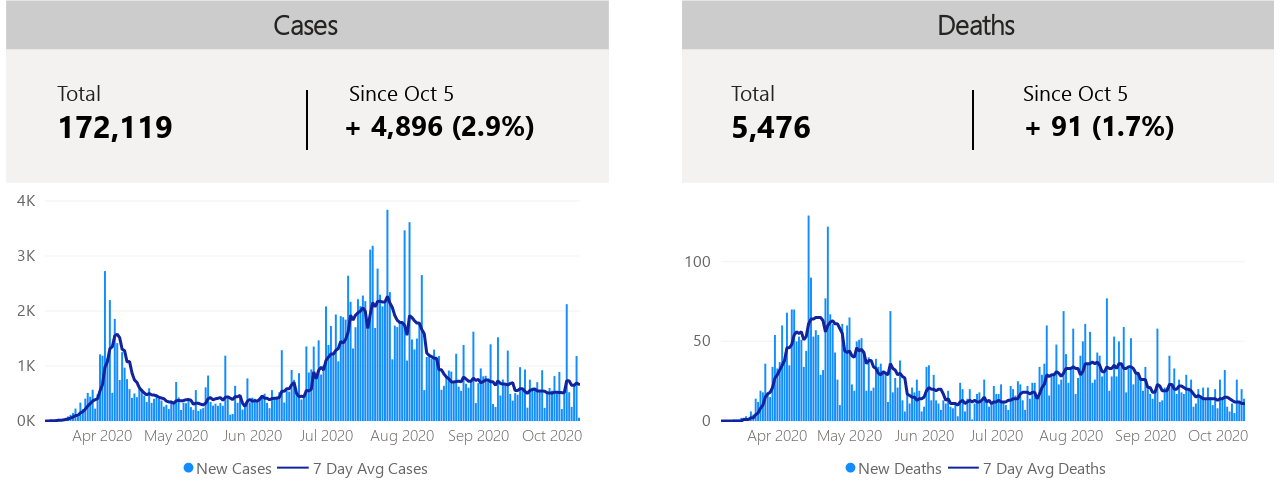 Cases
Total
172,119
Since Oct 5
+ 4,896 (2.9%)
4K
3K
2K
1K
0K
Apr 2020 May 2020 Jun 2020 Jul 2020 Aug 2020 Sep 2020 Oct 2020
New Cases 7 Day Avg Cases
Deaths
Total
5,476
Since Oct 5
+ 91 (1.7%)
100
50
0
Apr 2020 May 2020 Jun 2020 Jul 2020 Aug 2020 Sep 2020 Oct 2020
New Deaths 7 Day Avg Deaths